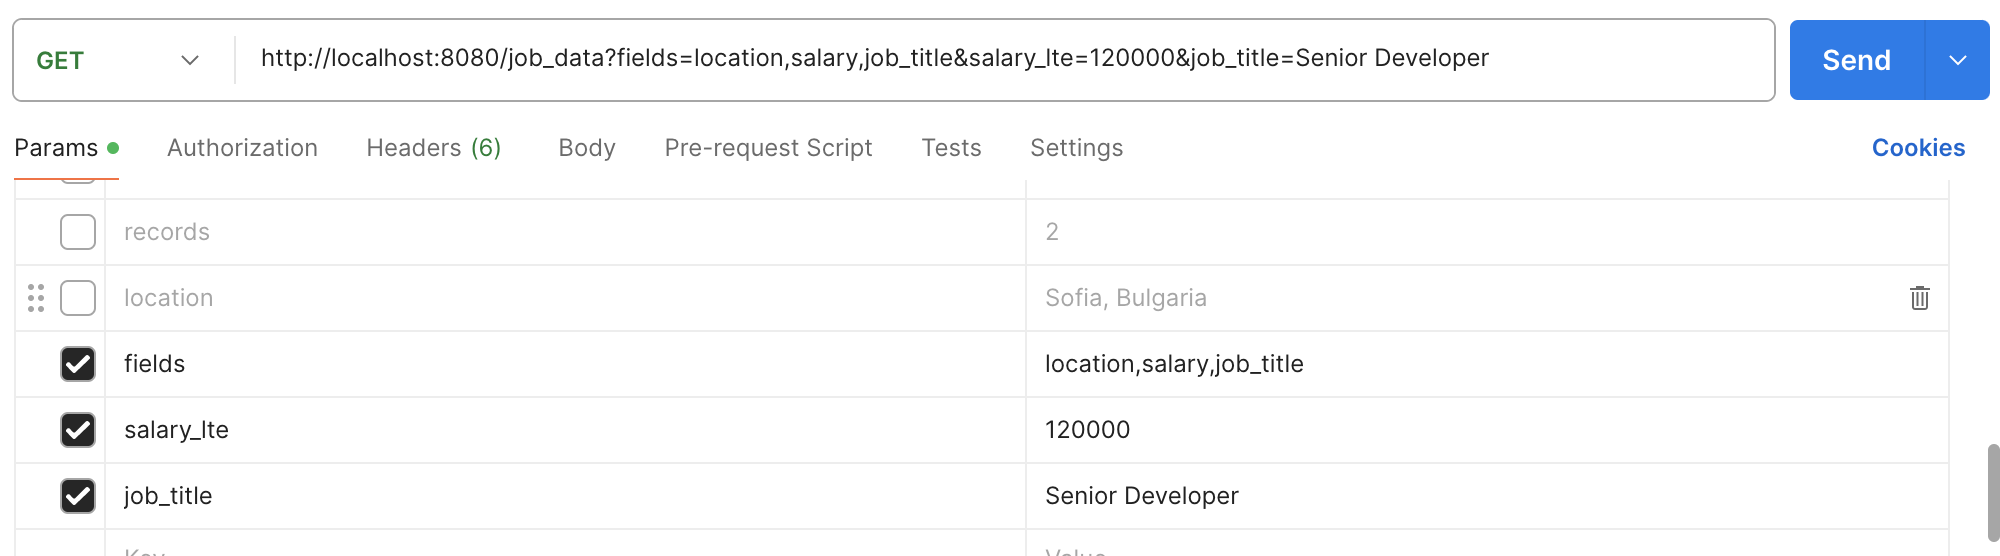 GET http://localhost:8080/job_data?fields=location,salary,job_title&salary_lte=120000&job_title=Senior Developer Send
Params Authorization Headers (6) Body Pre-request Script Tests Settings Cookies
records 2
location Sofia, Bulgaria
fields location,salary,job_title
salary_lte 120000
job_title Senior Developer
Key Value